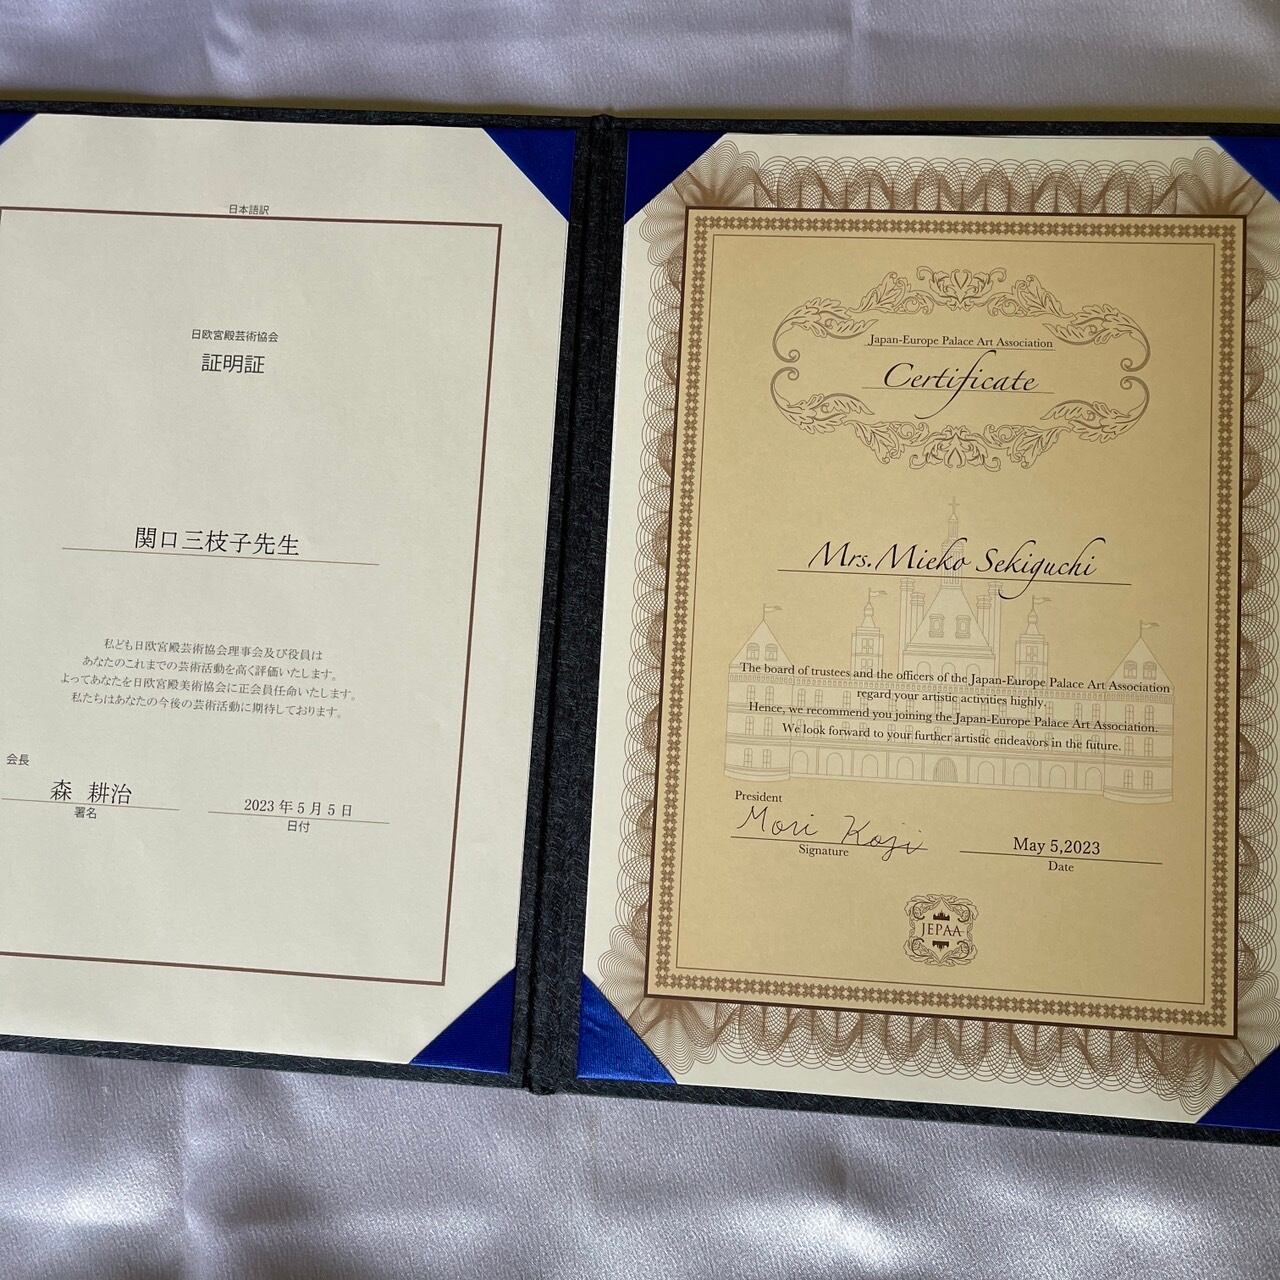 日本語訳
日欧宮殿芸術協会
証明証
関口三枝子先生
私ども日欧宮殿芸術協会理事会及び役員は
あなたのこれまでの芸術活動を高く評価いたします。
よってあなたを日欧宮殿美術協会に正会員任命いたします。
私たちはあなたの今後の芸術活動に期待しております。
会長
森 耕治
署名
2023年5月5日
日付
Japan-Europe Palace Art Association
Certificate
Mrs. Mieko Sekiguchi
The board of trustees and the officers of the Japan-Europe Palace Art Association
regard your artistic activities highly.
Hence, we recommend you joining the Japan-Europe Palace Art Association.
We look forward to your further artistic endeavors in the future.
President
Mori Koji
Signature
May 5,2023
Date
JEPAA